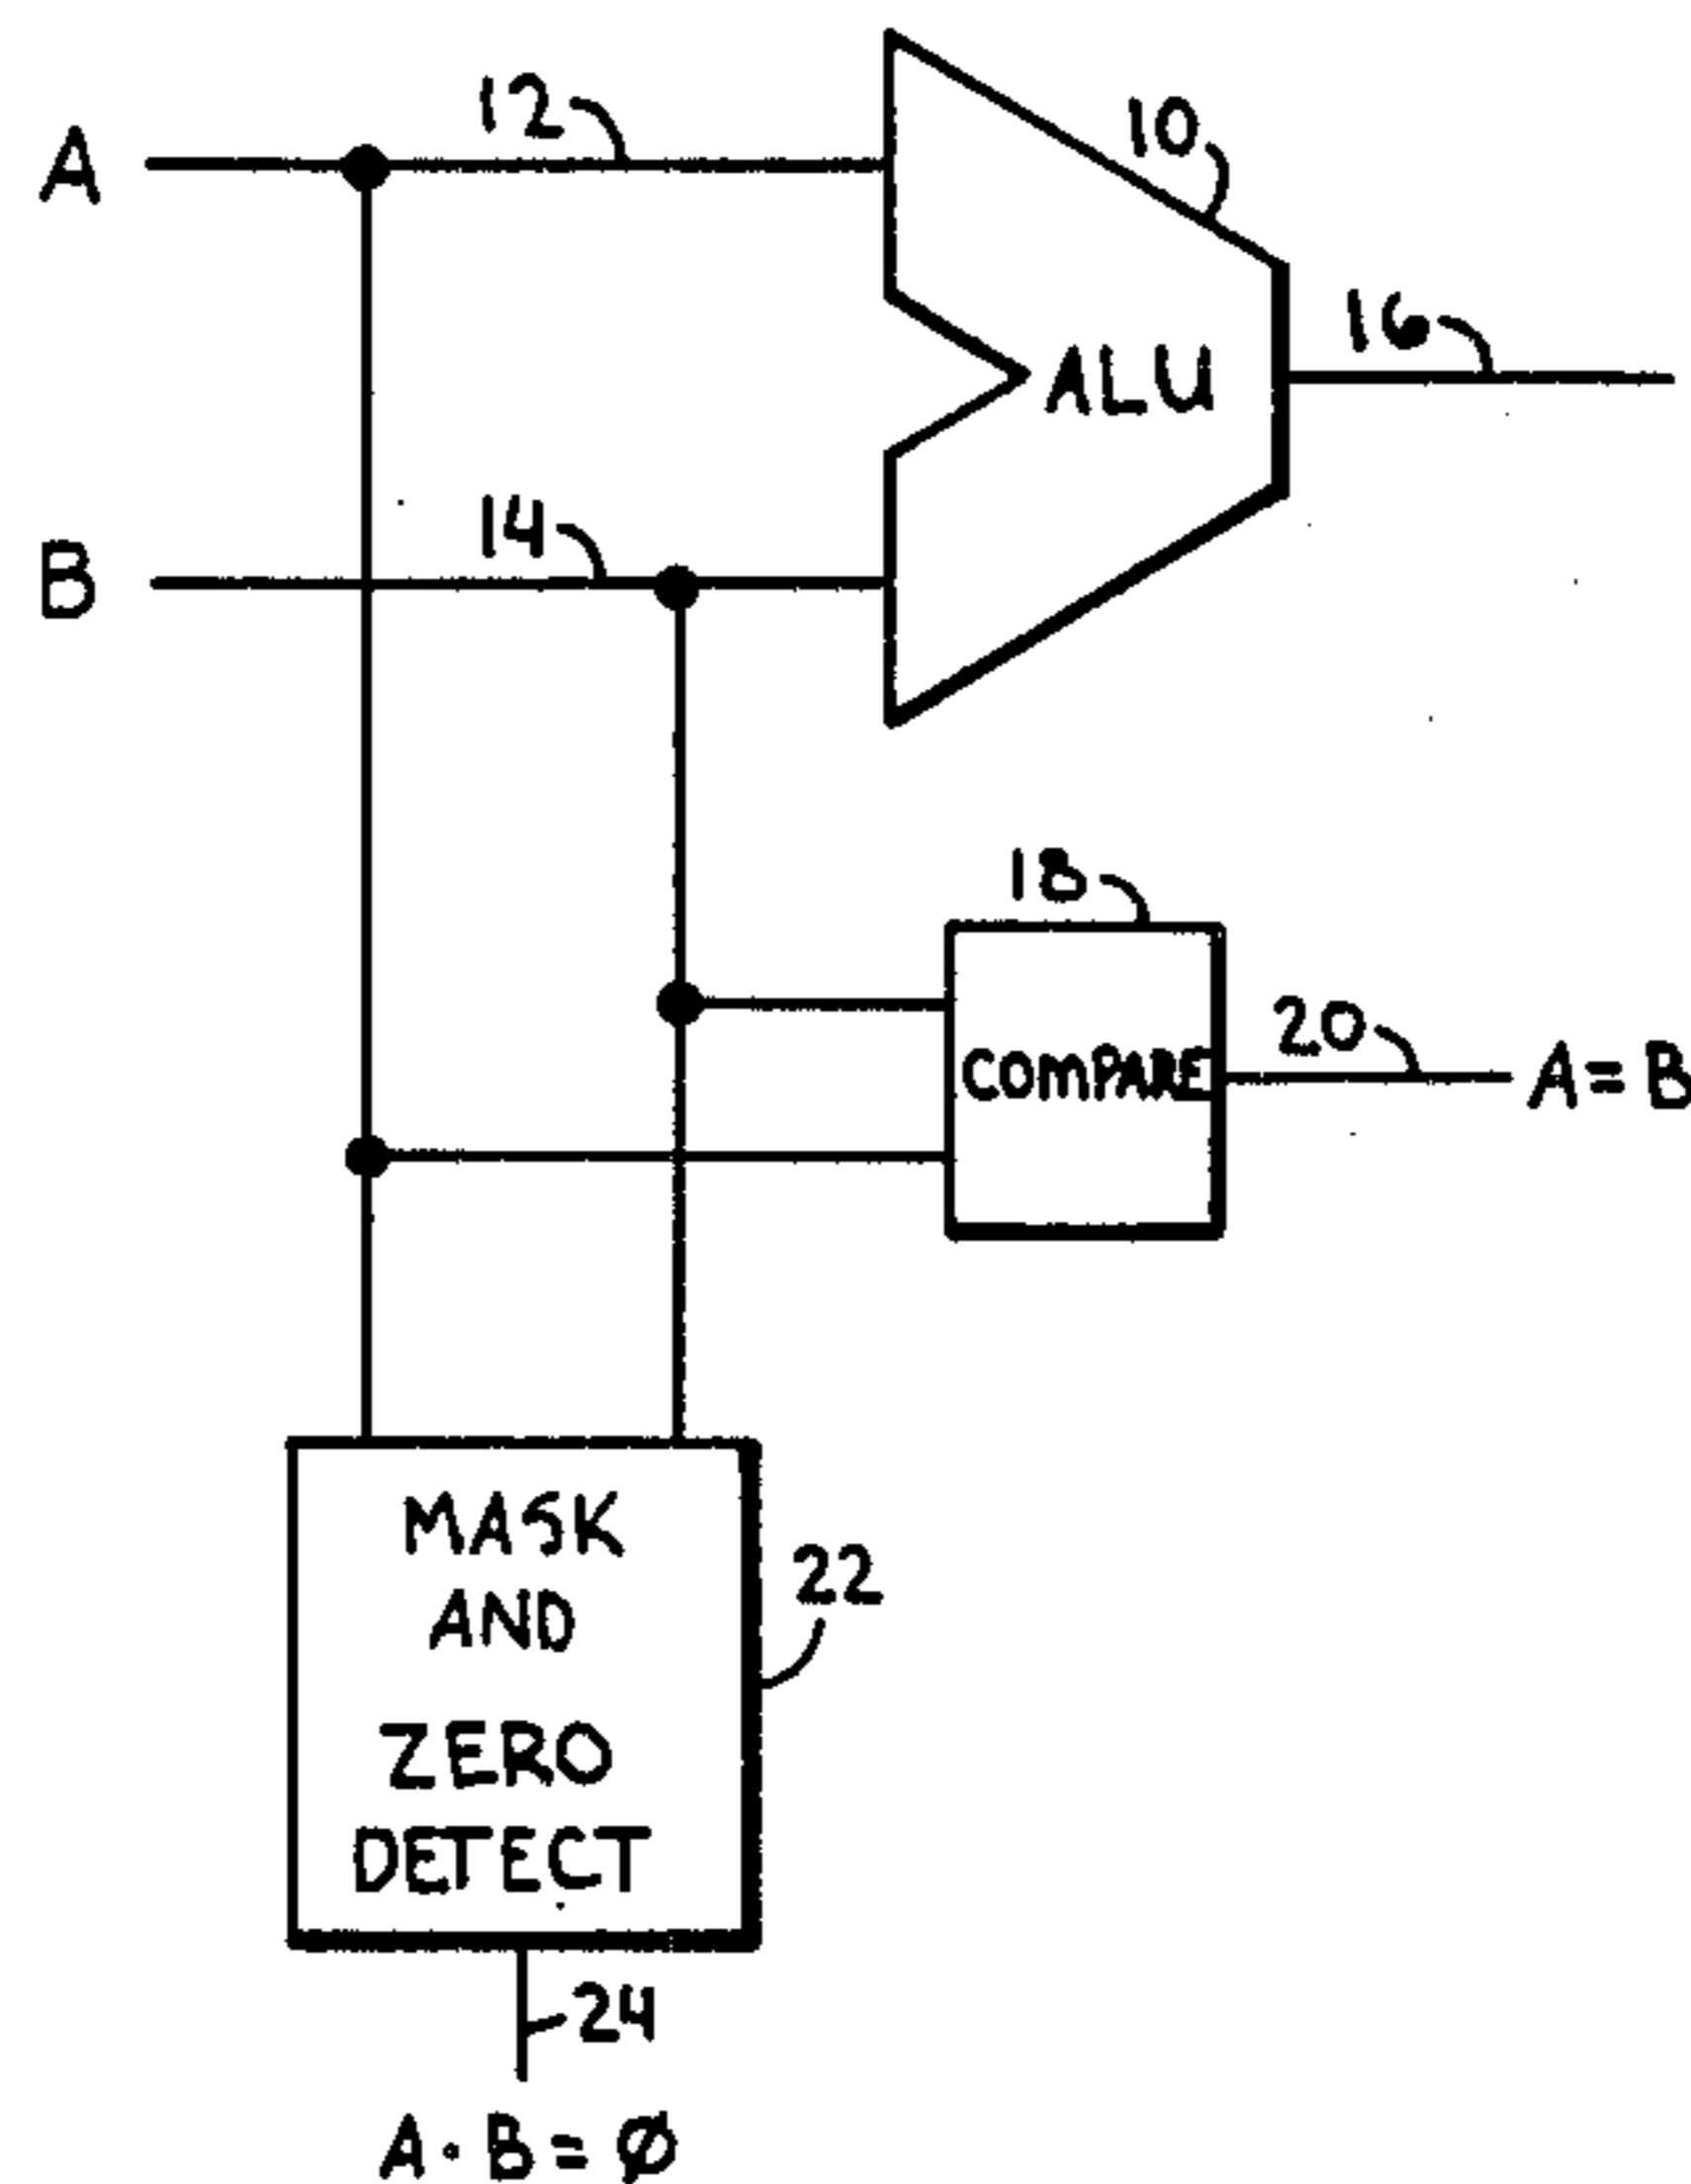 12
10
A
16
ALU
14
B
18
20
COMPARE
A = B
MASK
AND
ZERO
DETECT
22
24
A · B = Ø